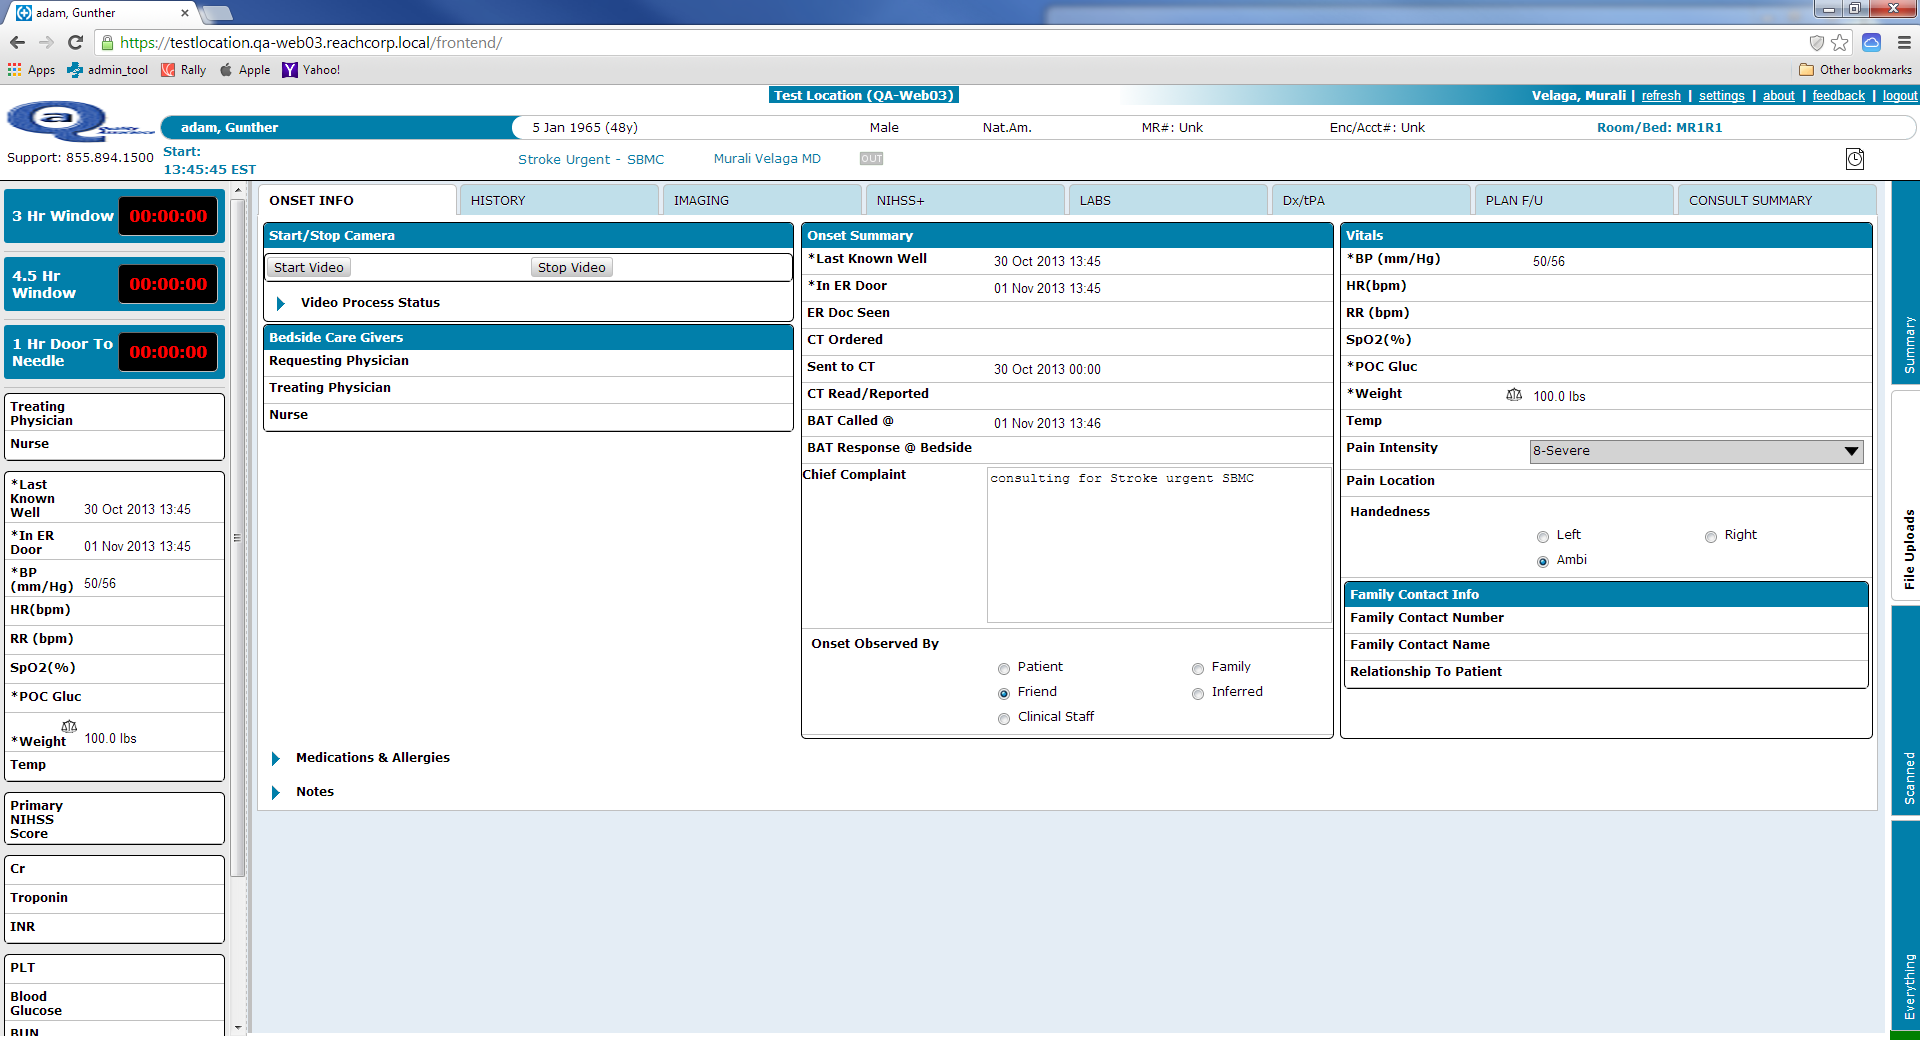 adam, Gunther
https://testlocation.qa-web03.reachcorp.local/frontend/
Apps admin_tool Rally Apple Yahoo! Other bookmarks
Test Location (QA-Web03) Velaga, Murali | refresh | settings | about | feedback | logout
a Quality Assurance
adam, Gunther 5 Jan 1965 (48y) Male Nat.Am. MR#: Unk Enc/Acct#: Unk Room/Bed: MR1R1
Support: 855.894.1500 Start:
13:45:45 EST Stroke Urgent - SBMC Murali Velaga MD OUT
3 Hr Window 00:00:00
4.5 Hr
Window 00:00:00
1 Hr Door To
Needle 00:00:00
Treating
Physician
Nurse
*Last
Known
Well 30 Oct 2013 13:45
*In ER
Door 01 Nov 2013 13:45
*BP
(mm/Hg) 50/56
HR(bpm)
RR (bpm)
SpO2(%)
*POC Gluc
*Weight 100.0 lbs
Temp
Primary
NIHSS
Score
Cr
Troponin
INR
PLT
Blood
Glucose
BUN
ONSET INFO HISTORY IMAGING NIHSS+ LABS Dx/tPA PLAN F/U CONSULT SUMMARY
Start/Stop Camera
Start Video Stop Video
Video Process Status
Bedside Care Givers
Requesting Physician
Treating Physician
Nurse
Onset Summary
*Last Known Well 30 Oct 2013 13:45
*In ER Door 01 Nov 2013 13:45
ER Doc Seen
CT Ordered
Sent to CT 30 Oct 2013 00:00
CT Read/Reported
BAT Called @ 01 Nov 2013 13:46
BAT Response @ Bedside
Chief Complaint consulting for Stroke urgent SBMC
Onset Observed By
Patient Family
Friend Inferred
Clinical Staff
Vitals
*BP (mm/Hg) 50/56
HR(bpm)
RR (bpm)
SpO2(%)
*POC Gluc
*Weight 100.0 lbs
Temp
Pain Intensity 8-Severe
Pain Location
Handedness
Left Right
Ambi
Family Contact Info
Family Contact Number
Family Contact Name
Relationship To Patient
Medications & Allergies
Notes
Summary
File Uploads
Scanned
Everything